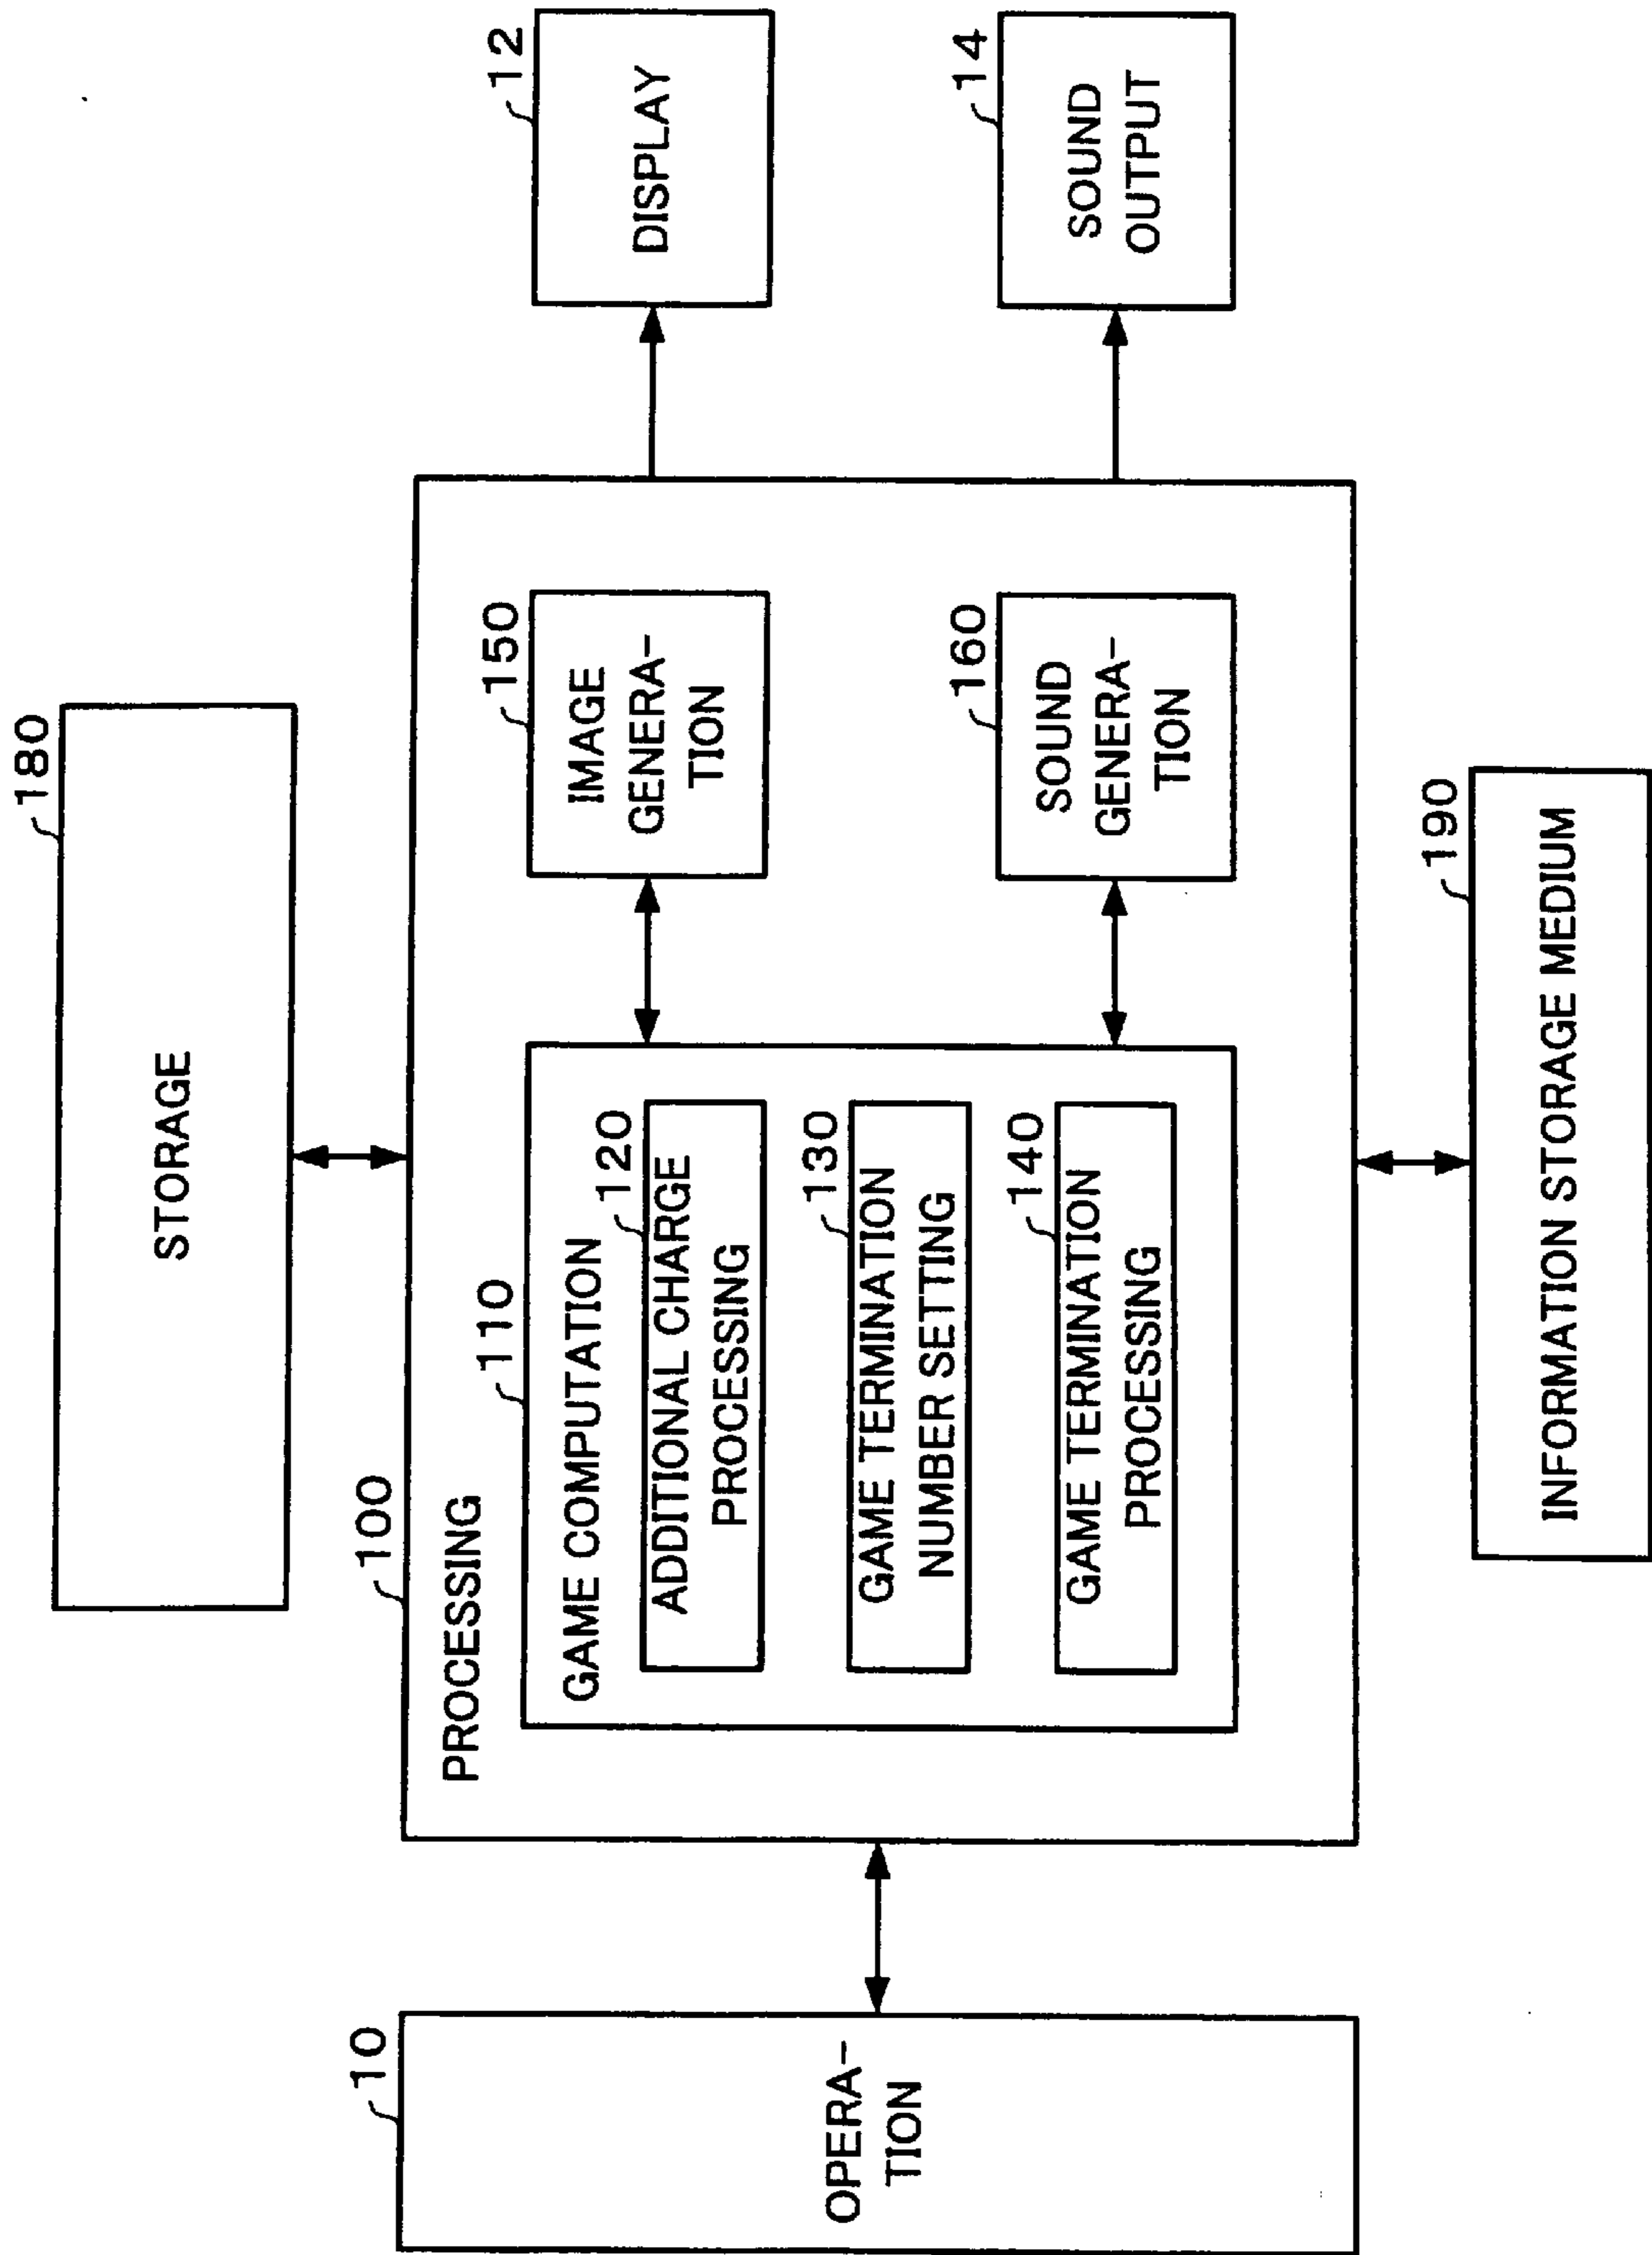 180
STORAGE
100
PROCESSING
110
GAME COMPUTATION
120
ADDITIONAL CHARGE
PROCESSING
130
GAME TERMINATION
NUMBER SETTING
140
GAME TERMINATION
PROCESSING
150
IMAGE
GENERA-
TION
160
SOUND
GENERA-
TION
10
OPERA-
TION
12
DISPLAY
14
SOUND
OUTPUT
190
INFORMATION STORAGE MEDIUM